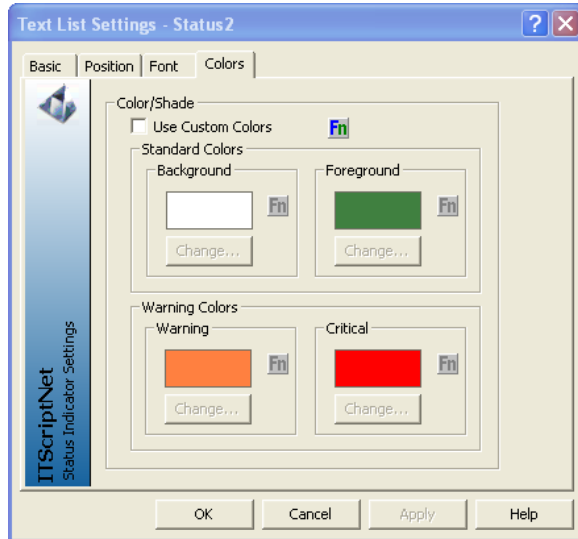 Text List Settings - Status2
Basic
Position
Font
Colors
Color/Shade
Use Custom Colors
Fn
Standard Colors
Background
Foreground
Fn
Fn
Change...
Change...
Warning Colors
Warning
Critical
Fn
Fn
Change...
Change...
ITScriptNet
Status Indicator Settings
OK
Cancel
Apply
Help